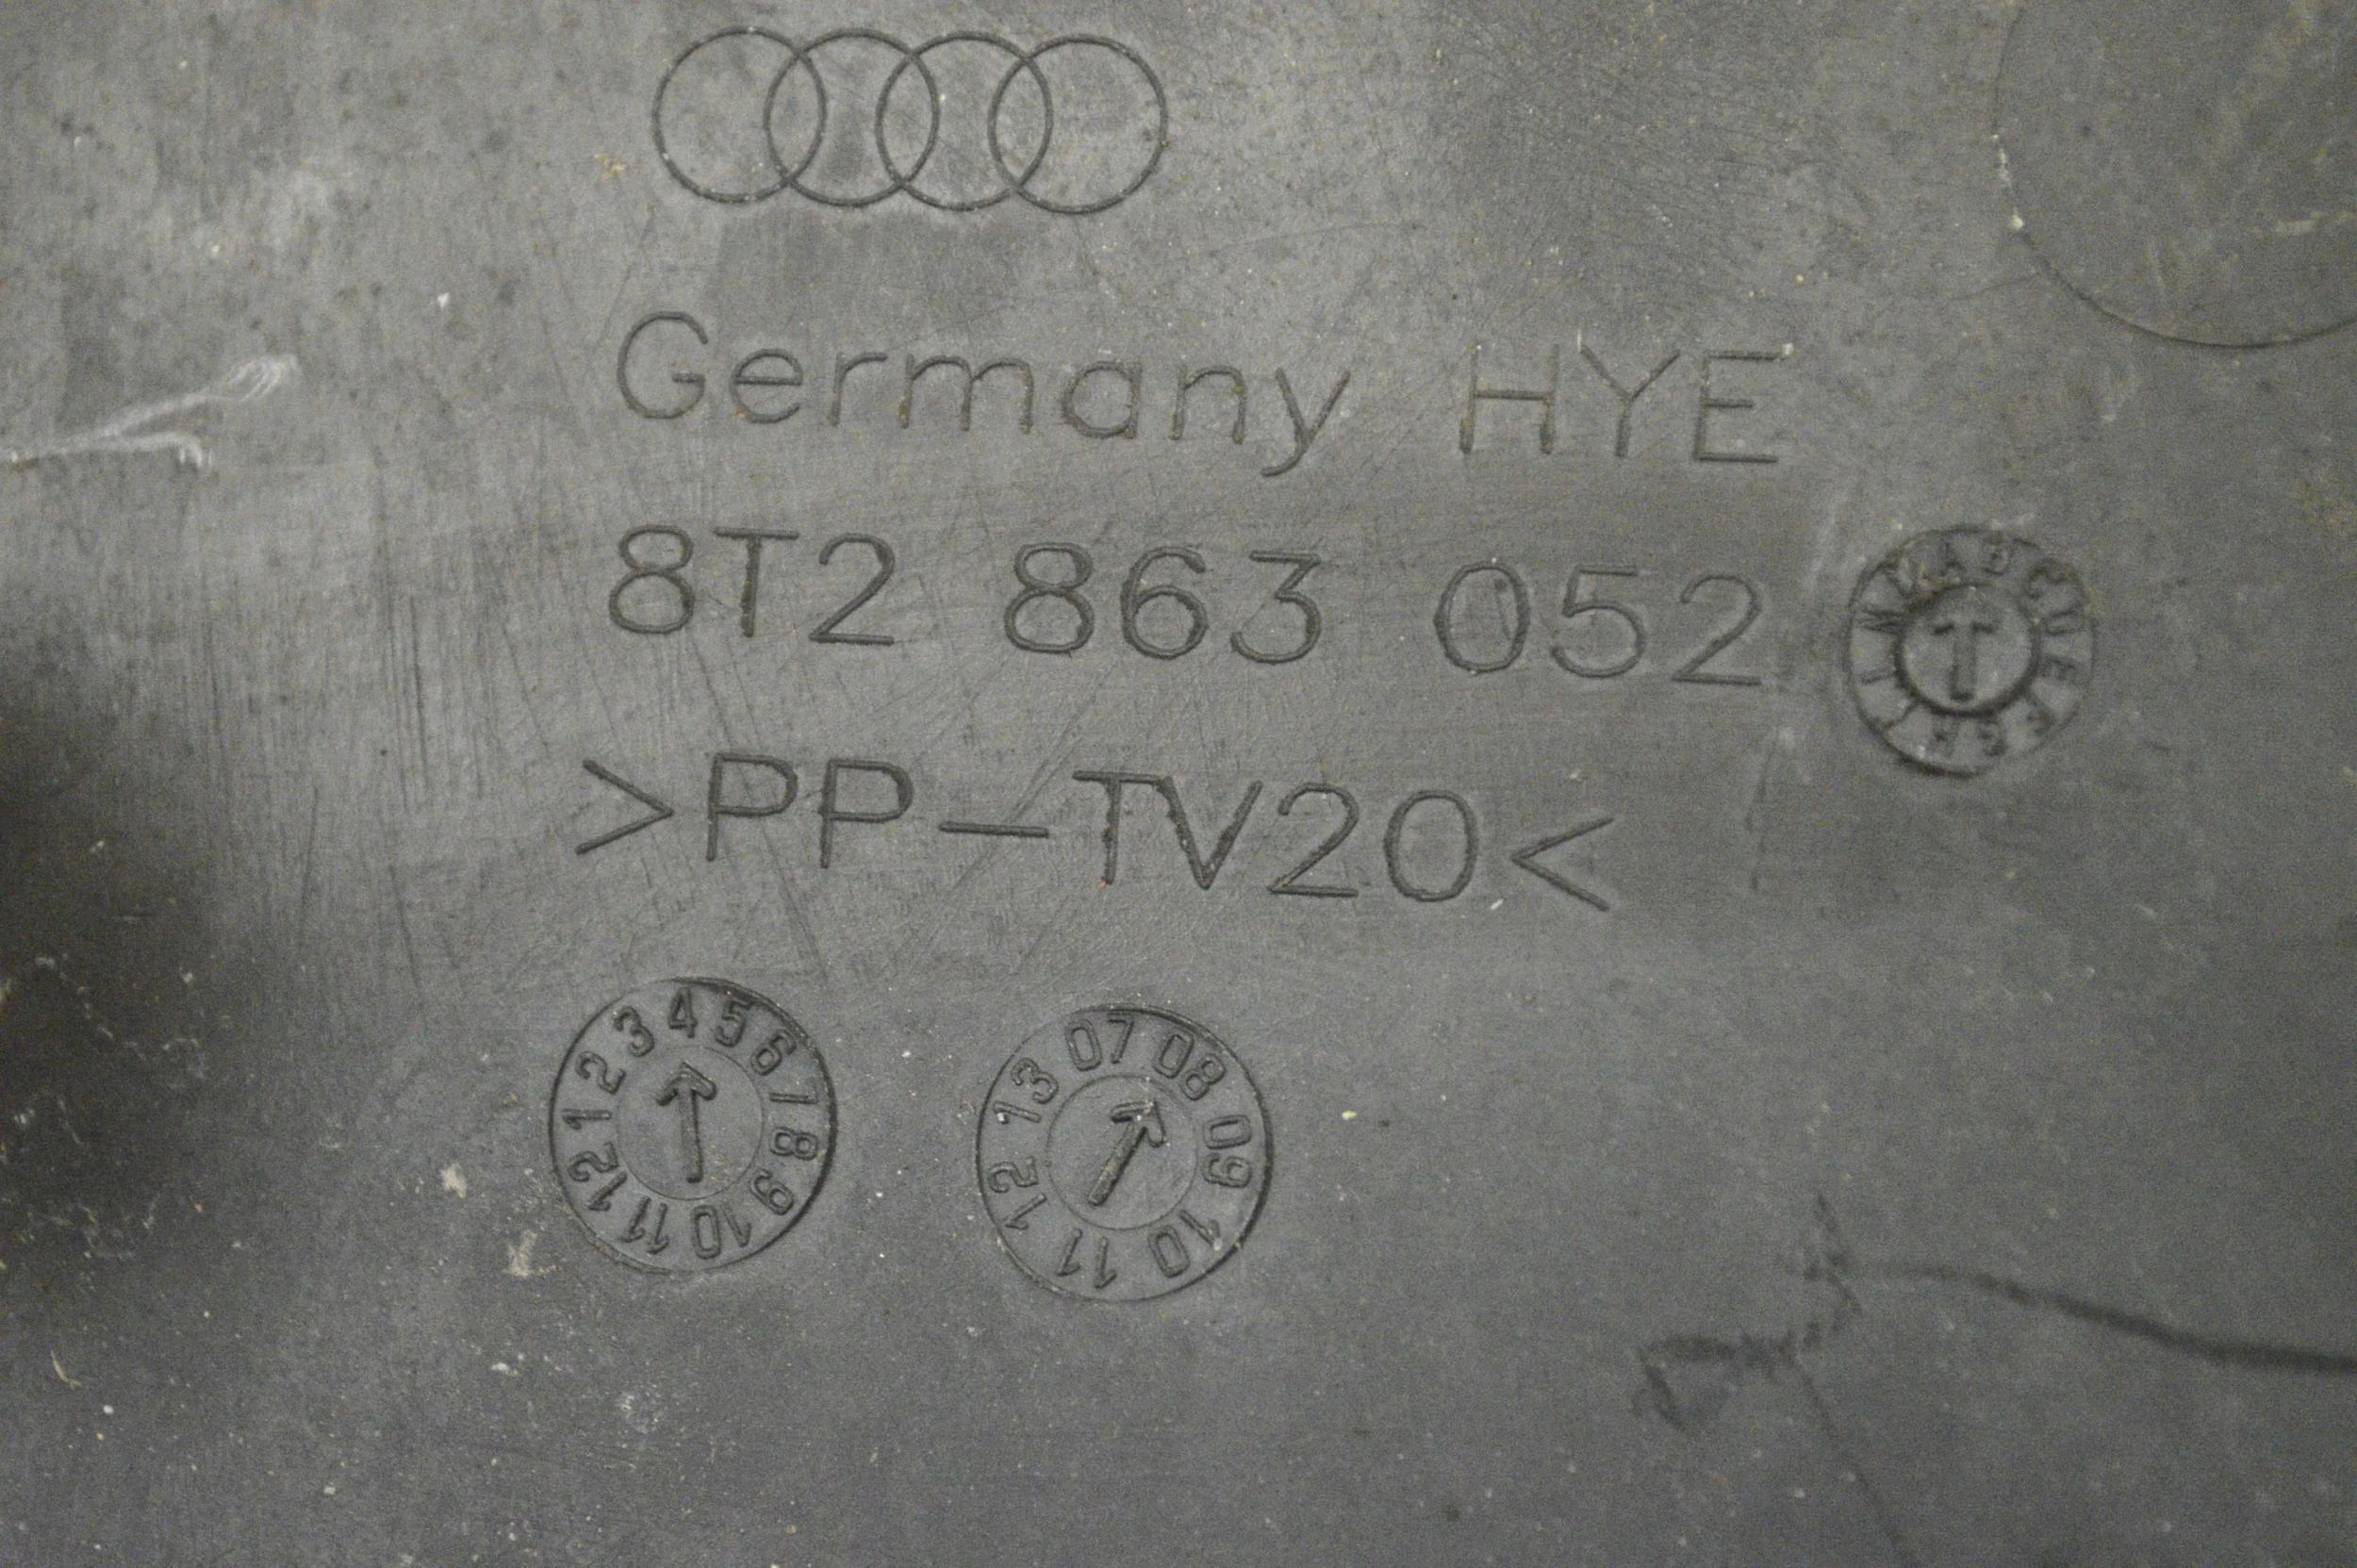 Germany HYE
8T2 863 052
>PP-TV20<
1 2 3 4 5 6 7 8 9 10 11 12
07 08 09 10 11 12 13